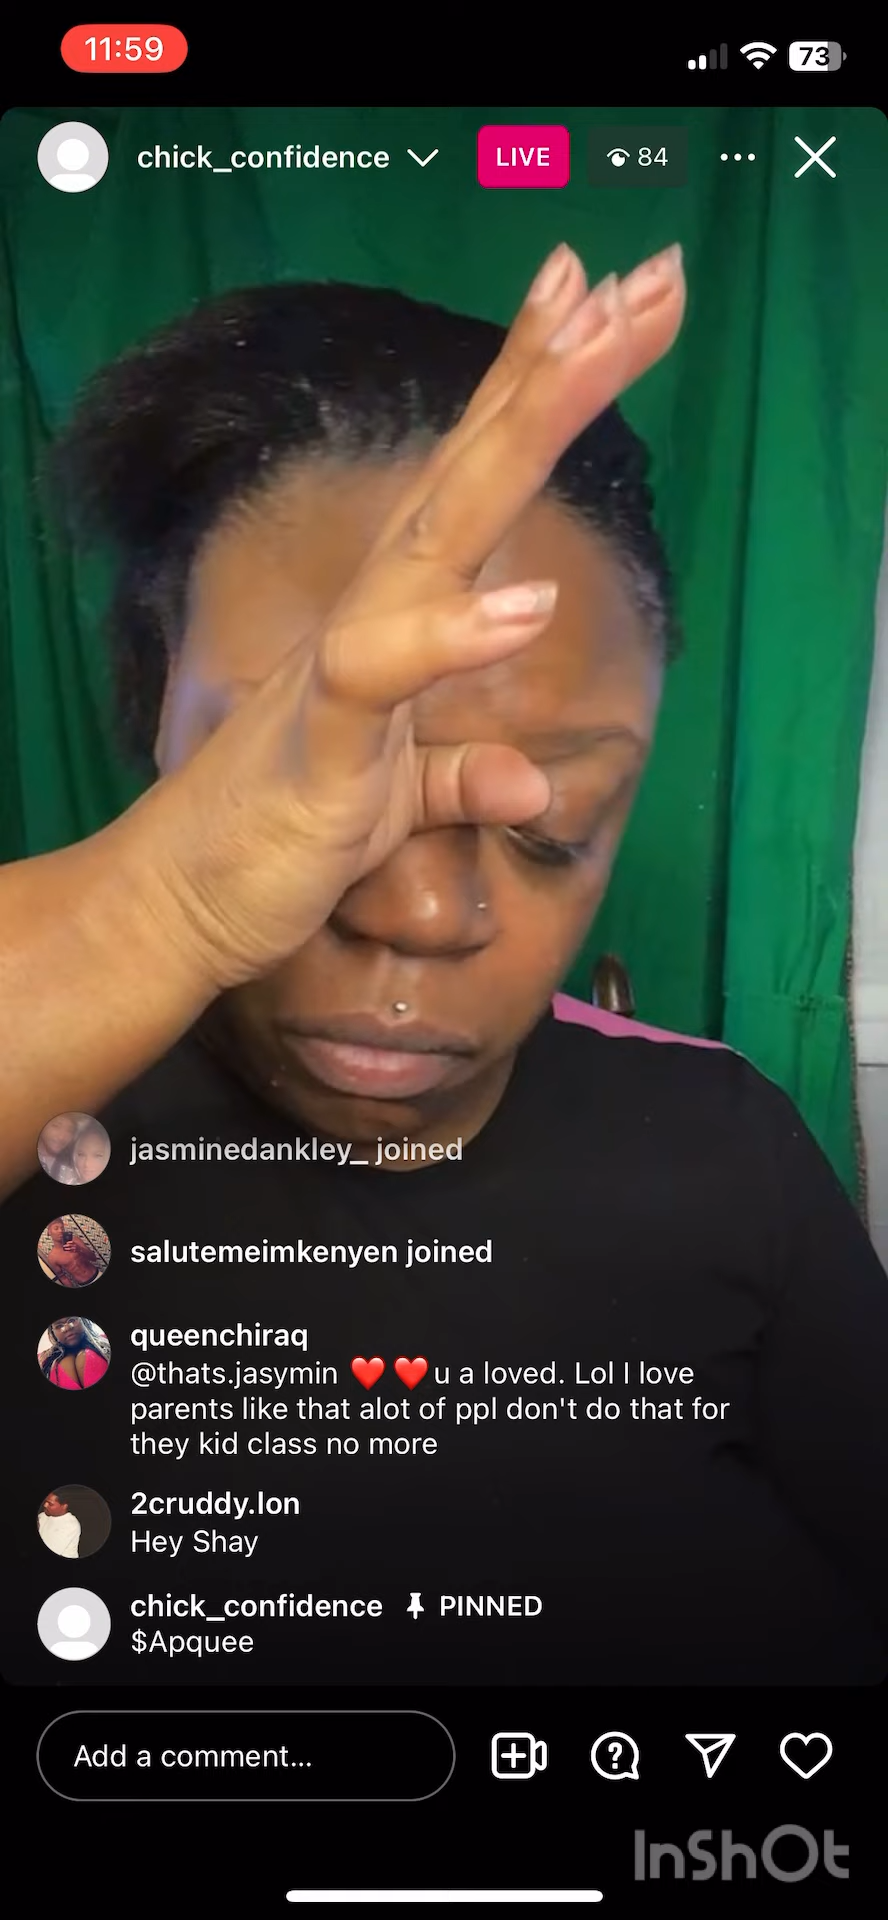 11:59
73
chick_confidence
LIVE
84
jasminedankley_ joined
salutemeimkenyen joined
queenchiraq
@thats.jasymin ❤️❤️u a loved. Lol I love
parents like that alot of ppl don't do that for
they kid class no more
2cruddy.lon
Hey Shay
chick_confidence PINNED
$Apquee
Add a comment...
InShOt